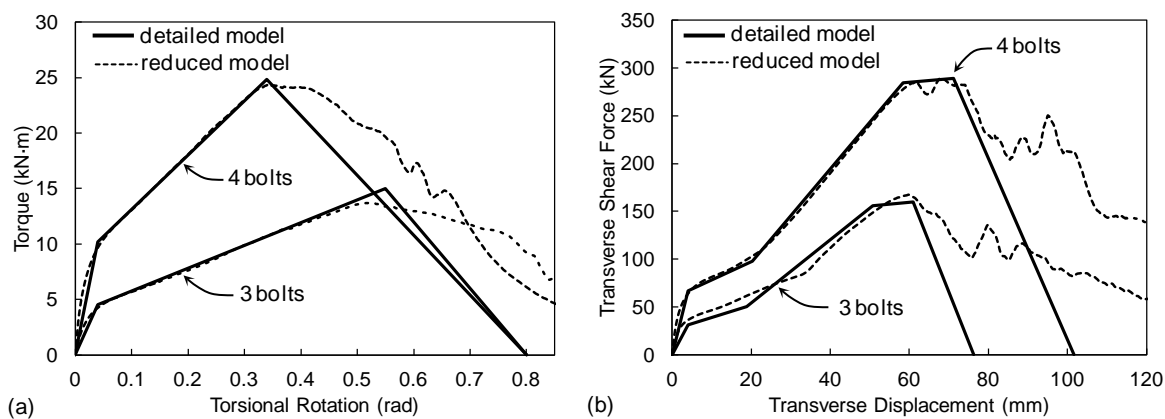 30
25
20
15
10
5
0
Torque (kN·m)
detailed model
reduced model
4 bolts
3 bolts
0 0.1 0.2 0.3 0.4 0.5 0.6 0.7 0.8
Torsional Rotation (rad)
(a)
350
300
250
200
150
100
50
0
Transverse Shear Force (kN)
detailed model
reduced model
4 bolts
3 bolts
0 20 40 60 80 100 120
Transverse Displacement (mm)
(b)